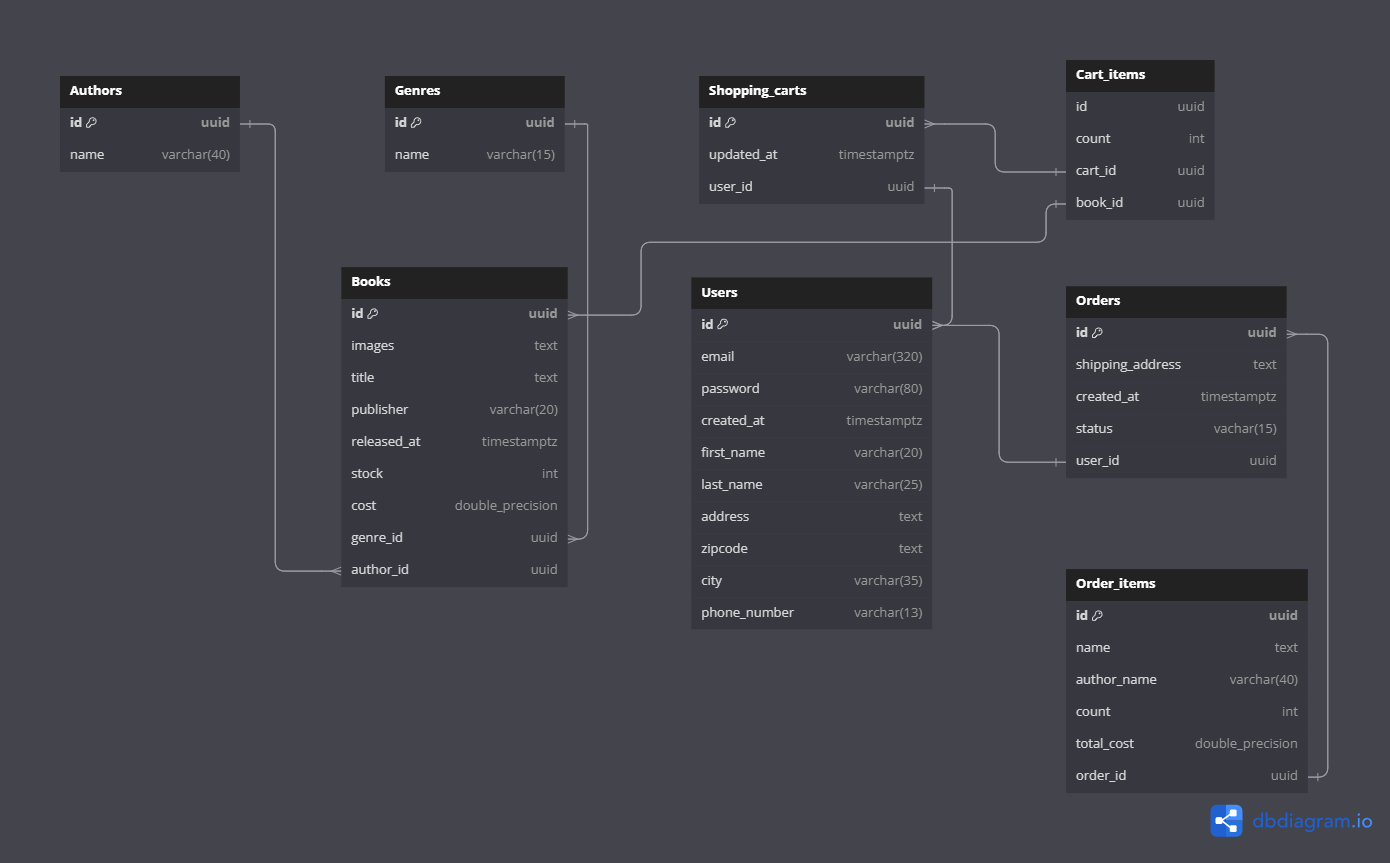 Authors
id uuid
name varchar(40)
Genres
id uuid
name varchar(15)
Shopping_carts
id uuid
updated_at timestamptz
user_id uuid
Cart_items
id uuid
count int
cart_id uuid
book_id uuid
Books
id uuid
images text
title text
publisher varchar(20)
released_at timestamptz
stock int
cost double_precision
genre_id uuid
author_id uuid
Users
id uuid
email varchar(320)
password varchar(80)
created_at timestamptz
first_name varchar(20)
last_name varchar(25)
address text
zipcode text
city varchar(35)
phone_number varchar(13)
Orders
id uuid
shipping_address text
created_at timestamptz
status vachar(15)
user_id uuid
Order_items
id uuid
name text
author_name varchar(40)
count int
total_cost double_precision
order_id uuid
dbdiagram.io